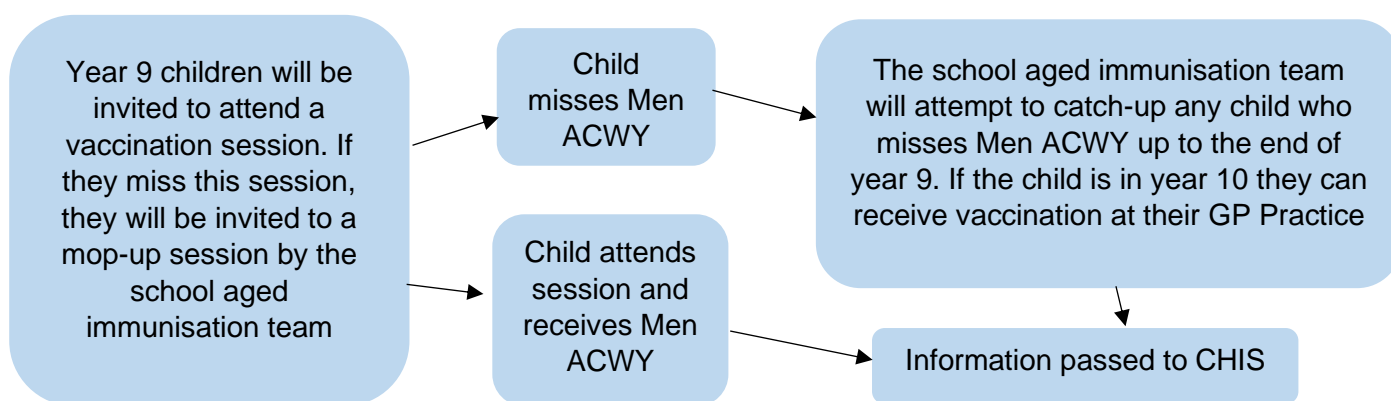 Year 9 children will be
invited to attend a
vaccination session. If
they miss this session,
they will be invited to a
mop-up session by the
school aged
immunisation team
Child
misses Men
ACWY
The school aged immunisation team
will attempt to catch-up any child who
misses Men ACWY up to the end of
year 9. If the child is in year 10 they can
receive vaccination at their GP Practice
Child attends
session and
receives Men
ACWY
Information passed to CHIS